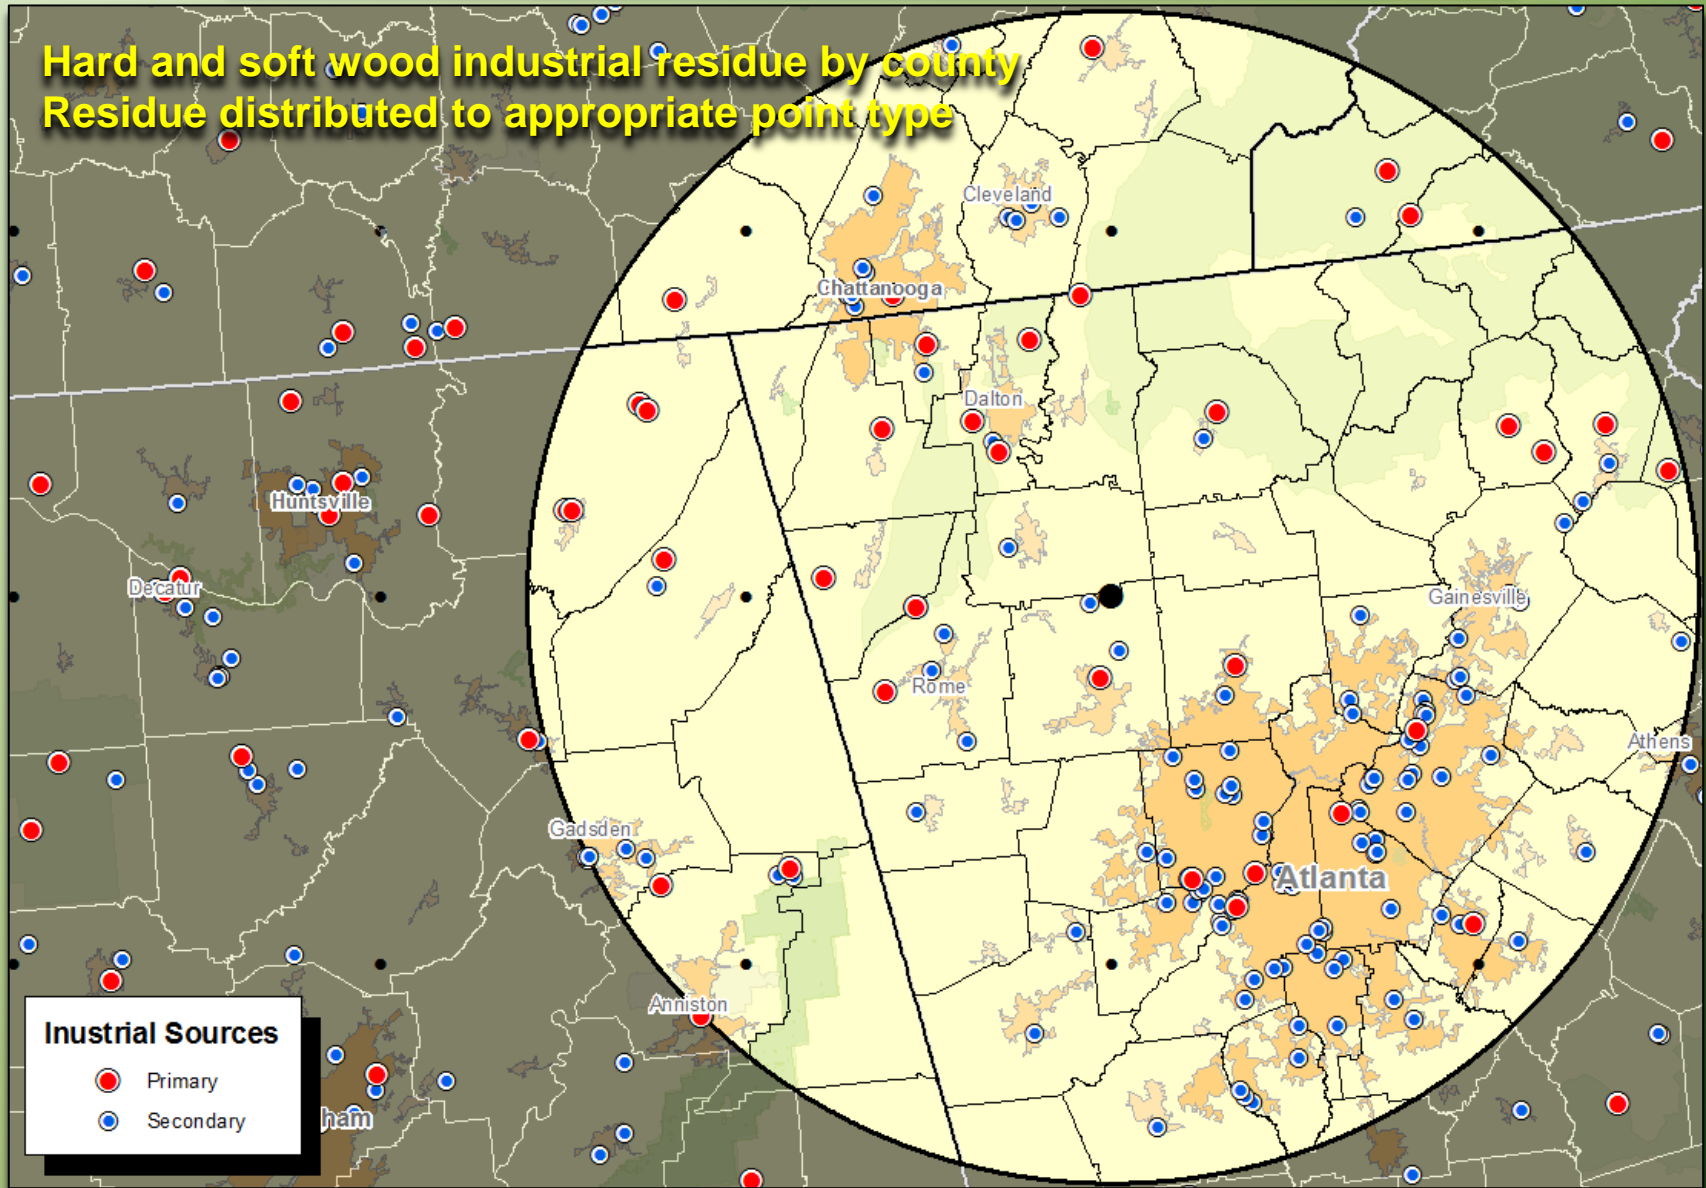 Hard and soft wood industrial residue by county
Residue distributed to appropriate point type
Cleveland
Chattanooga
Dalton
Huntsville
Decatur
Gainesville
Rome
Athens
Gadsden
Atlanta
Anniston
Inustrial Sources
Primary
Secondary
ham